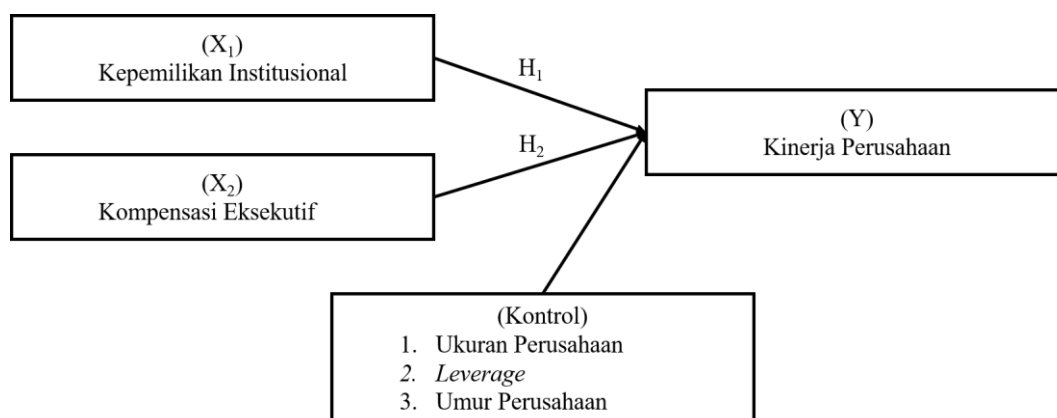 (X₁)
Kepemilikan Institusional
H₁
(Y)
Kinerja Perusahaan
H₂
(X₂)
Kompensasi Eksekutif
(Kontrol)
1. Ukuran Perusahaan
2. Leverage
3. Umur Perusahaan